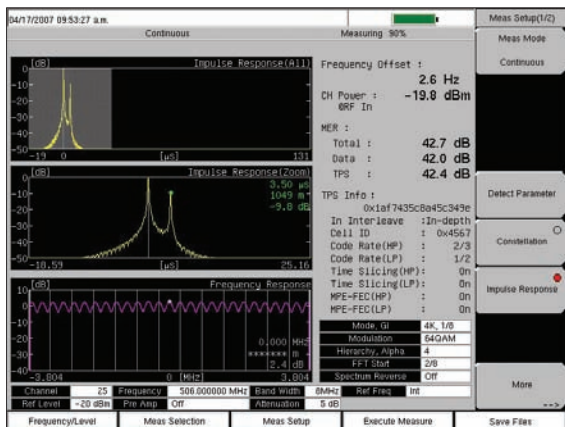 04/17/2007 09:53:27 a.m.
Meas Setup(1/2)
Continuous
Measuring 90%
Meas Mode
Continuous
[dB]
Impulse Response(All)
0
-10
-20
-30
-40
-50
-19
0
[µS]
131
[dB]
Impulse Response(Zoom)
0
-10
-20
-30
-40
-50
3.50 µs
1049 m
-9.8 dB
-18.59
[µS]
25.16
[dB]
Frequency Response
10
0
-10
-20
-30
-40
0.000 MHz
******* m
2.4 dB
-3.804
0 [MHz]
3.804
Frequency Offset :
2.6 Hz
CH Power :
-19.8 dBm
@RF In
MER :
Total : 42.7 dB
Data : 42.0 dB
TPS : 42.4 dB
TPS Info :
0x1af7435c8a45c349e
In Interleave :In-depth
Cell ID : 0x4567
Code Rate(HP) : 2/3
Code Rate(LP) : 1/2
Time Slicing(HP): On
Time Slicing(LP): On
MPE-FEC(HP) : On
MPE-FEC(LP) : On
Mode, GI 4K, 1/8
Modulation 64QAM
Hierarchy, Alpha 4
FFT Start 2/8
Spectrum Reverse Off
Channel 25 Frequency 506.000000 MHz Band Width 8MHz Ref Freq Int
Ref Level -20 dBm Pre Amp Off Attenuation 5 dB
Detect Parameter
Constellation
Impulse Response
More
-->
Frequency/Level Meas Selection Meas Setup Execute Measure Save Files